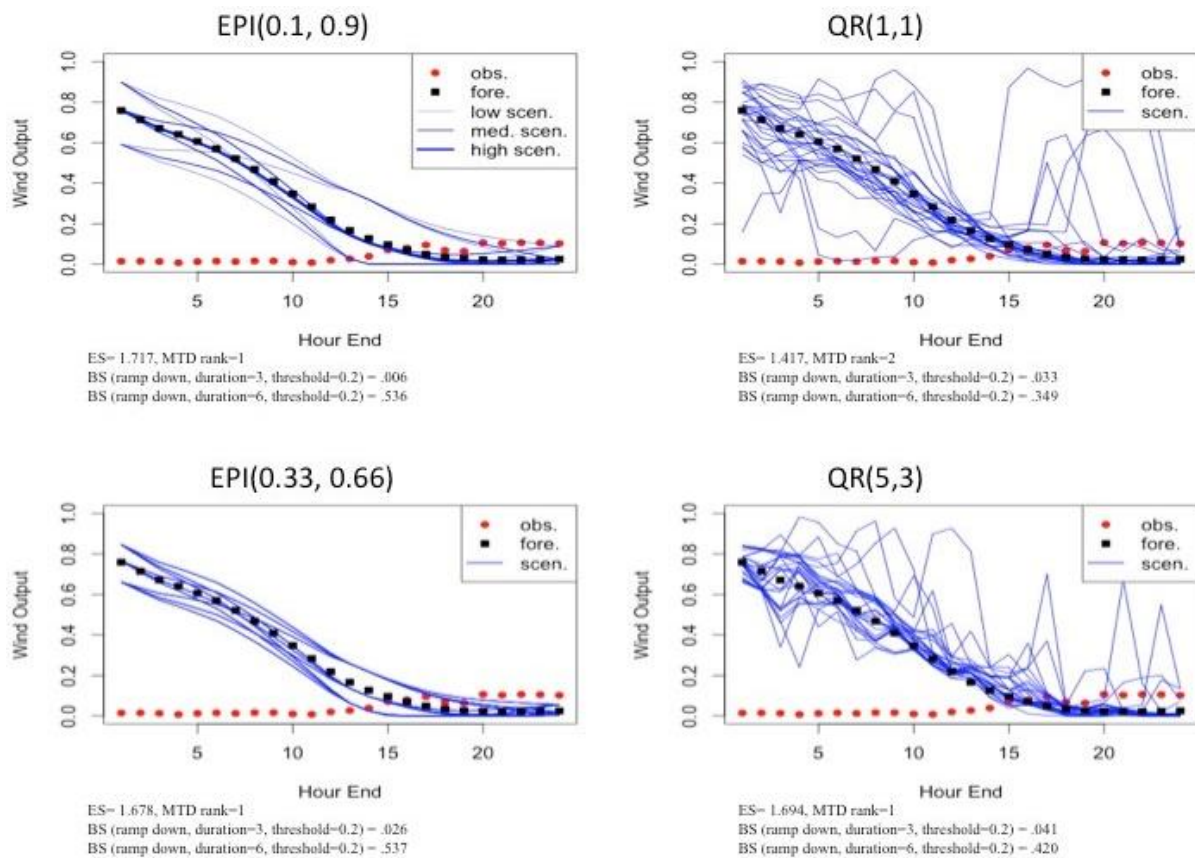 EPI(0.1, 0.9)
Wind Output
1.0
0.8
0.6
0.4
0.2
0.0
obs.
fore.
low scen.
med. scen.
high scen.
5 10 15 20
Hour End
ES= 1.717, MTD rank=1
BS (ramp down, duration=3, threshold=0.2) = .006
BS (ramp down, duration=6, threshold=0.2) = .536
QR(1,1)
Wind Output
1.0
0.8
0.6
0.4
0.2
0.0
obs.
fore.
scen.
5 10 15 20
Hour End
ES= 1.417, MTD rank=2
BS (ramp down, duration=3, threshold=0.2) = .033
BS (ramp down, duration=6, threshold=0.2) = .349
EPI(0.33, 0.66)
Wind Output
1.0
0.8
0.6
0.4
0.2
0.0
obs.
fore.
scen.
5 10 15 20
Hour End
ES= 1.678, MTD rank=1
BS (ramp down, duration=3, threshold=0.2) = .026
BS (ramp down, duration=6, threshold=0.2) = .537
QR(5,3)
Wind Output
1.0
0.8
0.6
0.4
0.2
0.0
obs.
fore.
scen.
5 10 15 20
Hour End
ES= 1.694, MTD rank=1
BS (ramp down, duration=3, threshold=0.2) = .041
BS (ramp down, duration=6, threshold=0.2) = .420